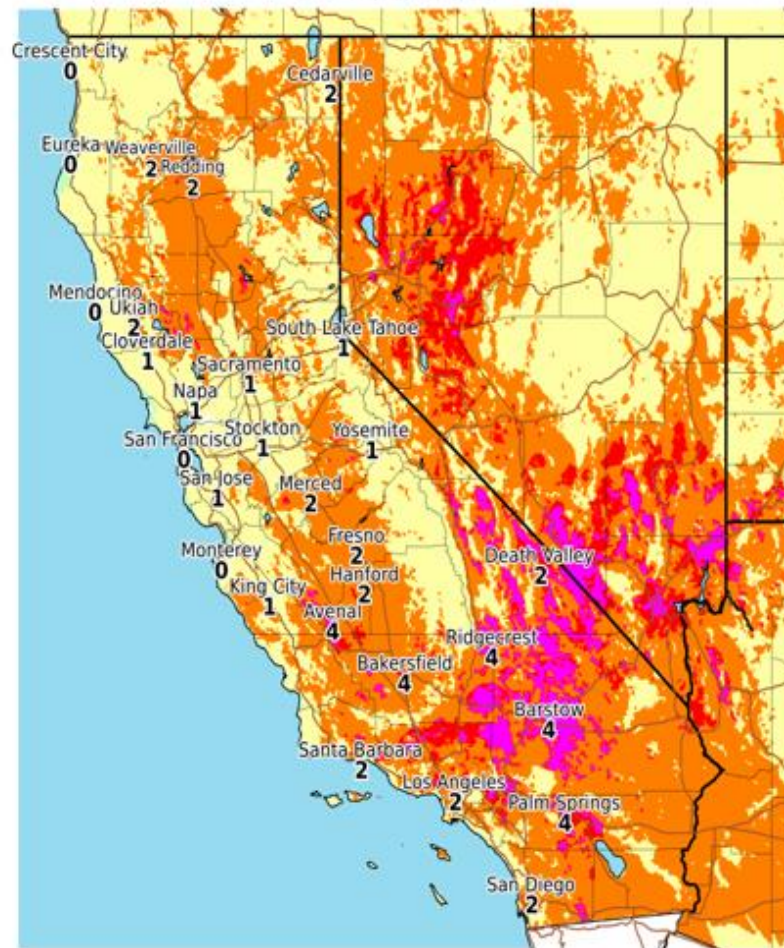 Crescent City
0
Cedarville
2
Eureka
0
Weaverville
2
Redding
2
Mendocino
0
Ukiah
2
Cloverdale
1
South Lake Tahoe
1
Sacramento
1
Napa
1
Stockton
1
San Francisco
0
Yosemite
1
San Jose
1
Merced
2
Monterey
0
Fresno
2
Death Valley
2
King City
1
Hanford
2
Avenal
4
Ridgecrest
4
Bakersfield
4
Barstow
4
Santa Barbara
2
Los Angeles
2
Palm Springs
4
San Diego
2